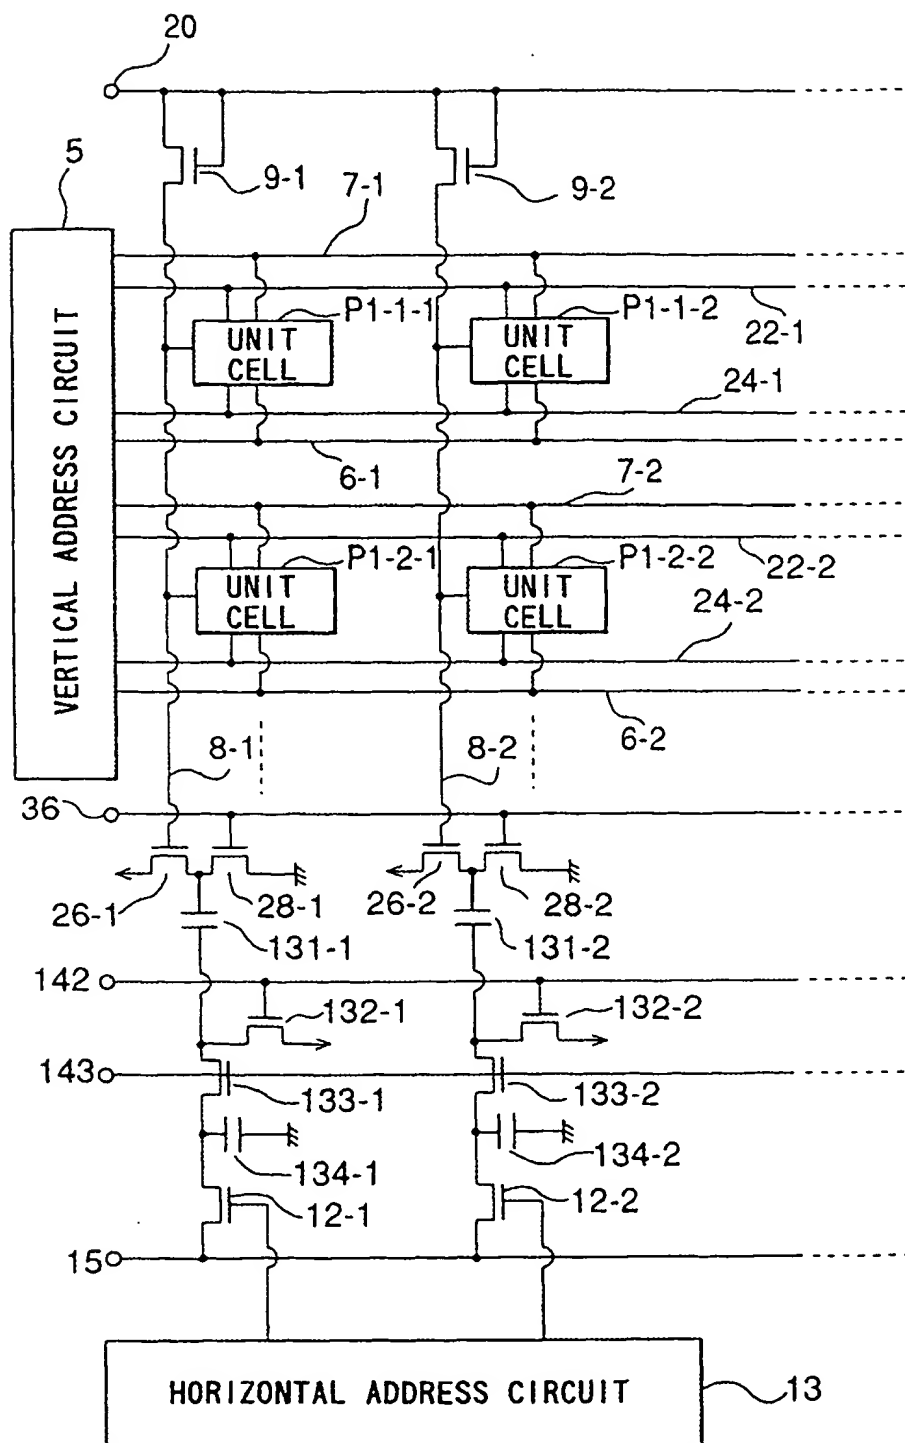 20
5
9-1
9-2
7-1
P1-1-1
P1-1-2
UNIT
CELL
UNIT
CELL
22-1
24-1
VERTICAL ADDRESS CIRCUIT
6-1
7-2
P1-2-1
P1-2-2
UNIT
CELL
UNIT
CELL
22-2
24-2
6-2
8-1
8-2
36
26-1
28-1
26-2
28-2
131-1
131-2
142
132-1
132-2
143
133-1
133-2
134-1
134-2
12-1
12-2
15
HORIZONTAL ADDRESS CIRCUIT
13